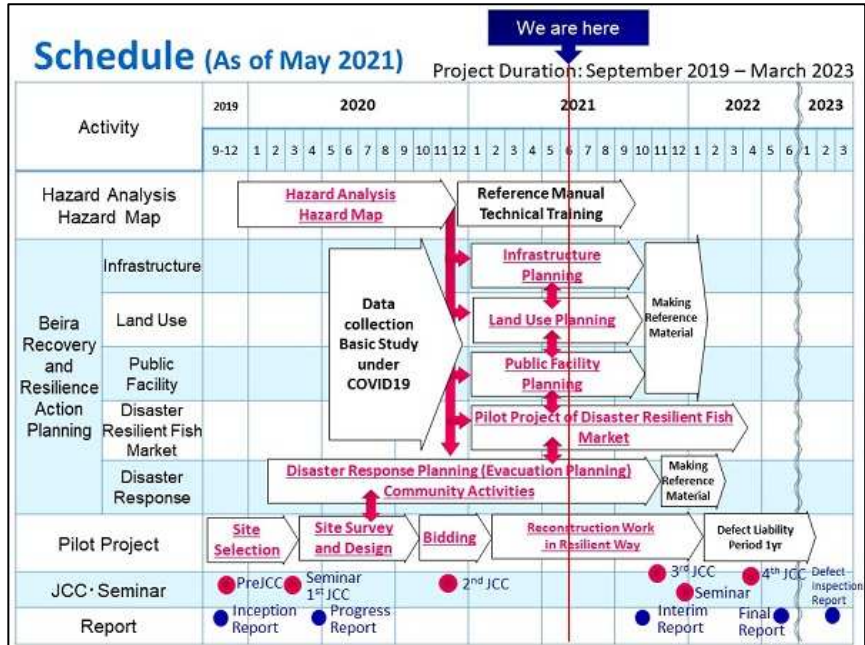 We are here
Schedule (As of May 2021)
Project Duration: September 2019 – March 2023
Activity
2019
2020
2021
2022
2023
9-12 1 2 3 4 5 6 7 8 9 10 11 12 1 2 3 4 5 6 7 8 9 10 11 12 1 2 3 4 5 6 1 2 3
Hazard Analysis
Hazard Map
Hazard Analysis
Hazard Map
Reference Manual
Technical Training
Beira
Recovery
and
Resilience
Action
Planning
Infrastructure
Data
collection
Basic Study
under
COVID19
Infrastructure
Planning
Making
Reference
Material
Land Use
Land Use Planning
Public
Facility
Public Facility
Planning
Disaster
Resilient Fish
Market
Pilot Project of Disaster Resilient Fish
Market
Disaster
Response
Disaster Response Planning (Evacuation Planning)
Community Activities
Making
Reference
Material
Pilot Project
Site
Selection
Site Survey
and Design
Bidding
Reconstruction Work
in Resilient Way
Defect Liability
Period 1yr
JCC・Seminar
PreJCC
Seminar
1st JCC
2nd JCC
3rd JCC
Seminar
4th JCC
Report
Inception
Report
Progress
Report
Interim
Report
Final
Report
Defect
Inspection
Report